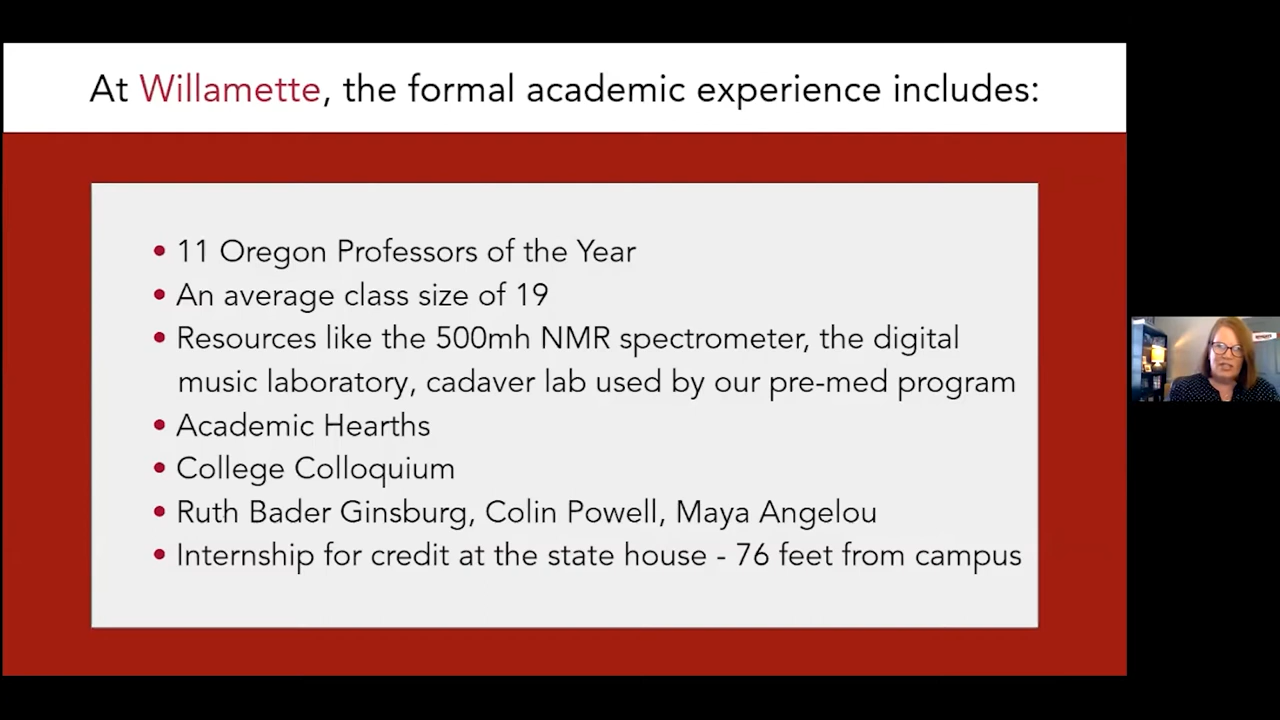 At Willamette, the formal academic experience includes:
• 11 Oregon Professors of the Year
• An average class size of 19
• Resources like the 500mh NMR spectrometer, the digital
music laboratory, cadaver lab used by our pre-med program
• Academic Hearths
• College Colloquium
• Ruth Bader Ginsburg, Colin Powell, Maya Angelou
• Internship for credit at the state house - 76 feet from campus